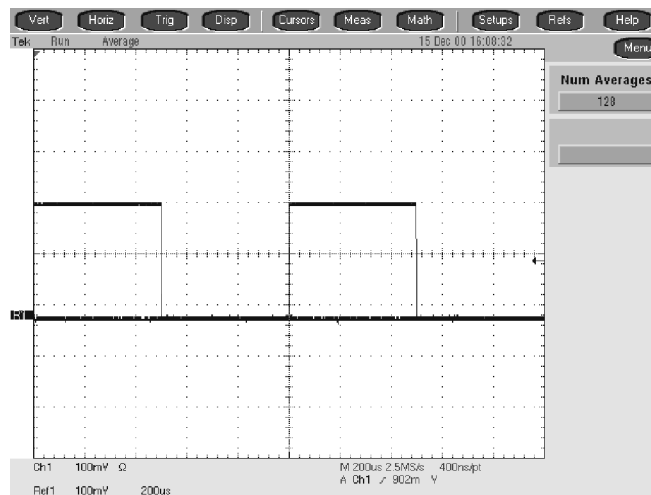 Vert Horiz Trig Disp Cursors Meas Math Setups Refs Help
Tek Run Average 15 Dec 00 16:08:32
Menu
Num Averages
128
Ch1 100mV Ω M 200us 2.5MS/s 400ns/pt
A Ch1 ↗ 902m V
Ref1 100mV 200us